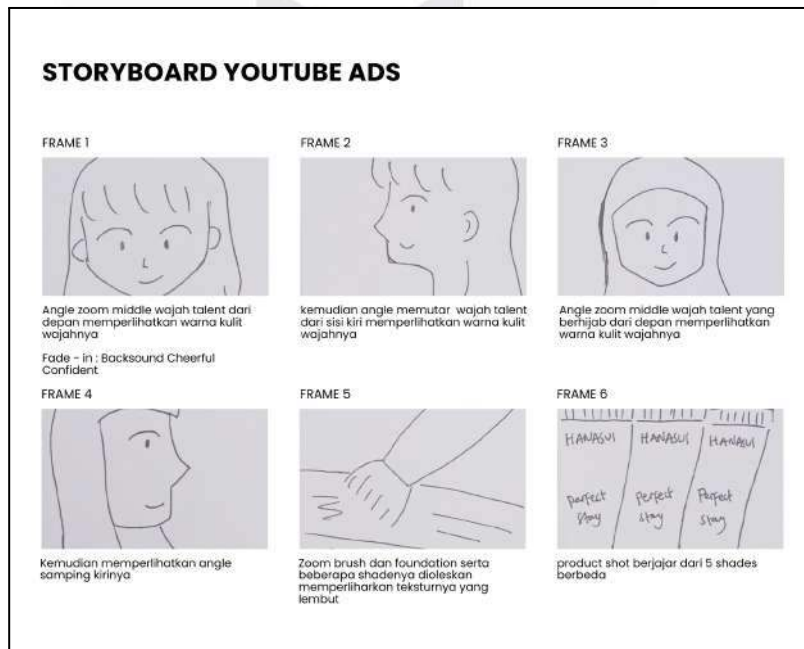 STORYBOARD YOUTUBE ADS
FRAME 1
Angle zoom middle wajah talent dari
depan memperlihatkan warna kulit
wajahnya
Fade - in : Backsound Cheerful
Confident
FRAME 2
kemudian angle memutar wajah talent
dari sisi kiri memperlihatkan warna kulit
wajahnya
FRAME 3
Angle zoom middle wajah talent yang
berhijab dari depan memperlihatkan
warna kulit wajahnya
FRAME 4
Kemudian memperlihatkan angle
samping kirinya
FRAME 5
Zoom brush dan foundation serta
beberapa shadenya dioleskan
memperliharkan teksturnya yang
lembut
FRAME 6
HANASUI
perfect
stay
HANASUI
perfect
stay
HANASUI
Perfect
stay
product shot berjajar dari 5 shades
berbeda